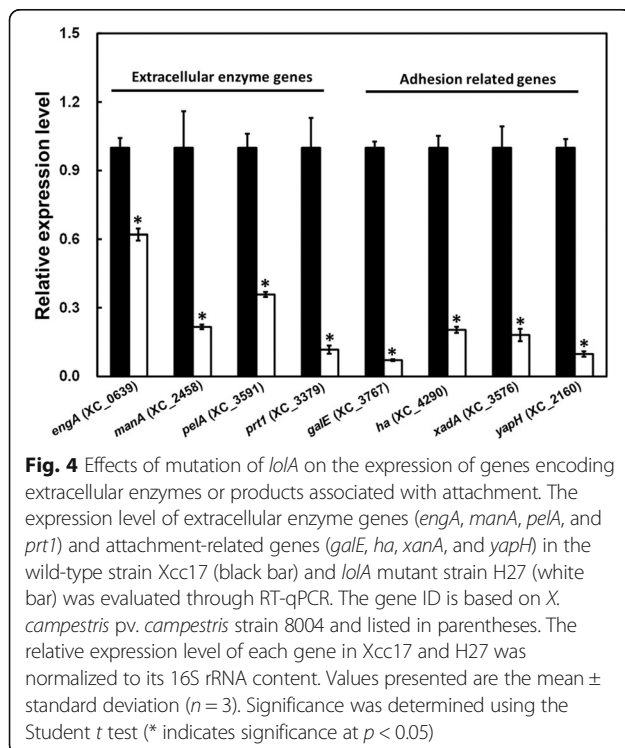 1.5
Extracellular enzyme genes Adhesion related genes
1.2
0.9
0.6
0.3
0.0
Relative expression level
* * * * * * * *
engA (XC_0639) manA (XC_2458) pelA (XC_3591) prt1 (XC_3379) galE (XC_3767) ha (XC_4290) xadA (XC_3576) yapH (XC_2160)
Fig. 4 Effects of mutation of lolA on the expression of genes encoding
extracellular enzymes or products associated with attachment. The
expression level of extracellular enzyme genes (engA, manA, pelA, and
prt1) and attachment-related genes (galE, ha, xanA, and yapH) in the
wild-type strain Xcc17 (black bar) and lolA mutant strain H27 (white
bar) was evaluated through RT-qPCR. The gene ID is based on X.
campestris pv. campestris strain 8004 and listed in parentheses. The
relative expression level of each gene in Xcc17 and H27 was
normalized to its 16S rRNA content. Values presented are the mean ±
standard deviation (n = 3). Significance was determined using the
Student t test (* indicates significance at p < 0.05)